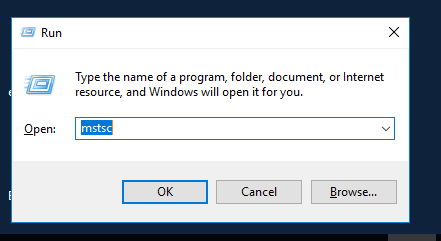 Run
Type the name of a program, folder, document, or Internet
resource, and Windows will open it for you.
Open: mstsc
OK Cancel Browse...